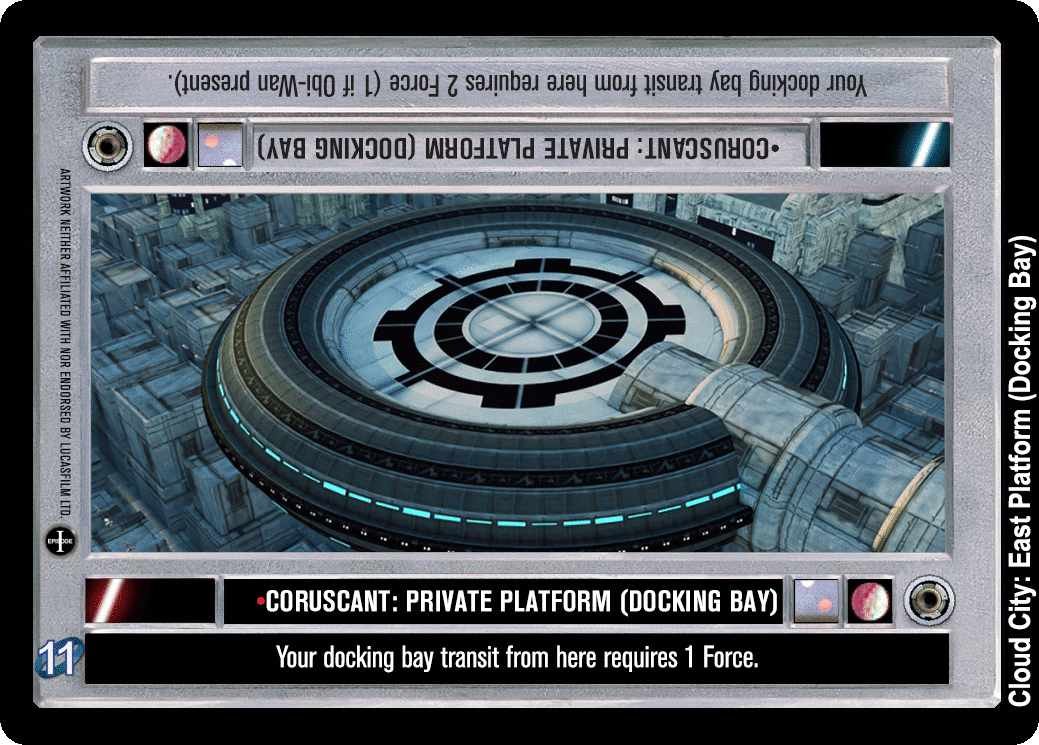 Your docking bay transit from here requires 2 Force (1 if Obi-Wan present).
•CORUSCANT: PRIVATE PLATFORM (DOCKING BAY)
ARTWORK NEITHER AFFILIATED WITH NOR ENDORSED BY LUCASFILM LTD.
EPISODE
I
•CORUSCANT: PRIVATE PLATFORM (DOCKING BAY)
11
Your docking bay transit from here requires 1 Force.
Cloud City: East Platform (Docking Bay)